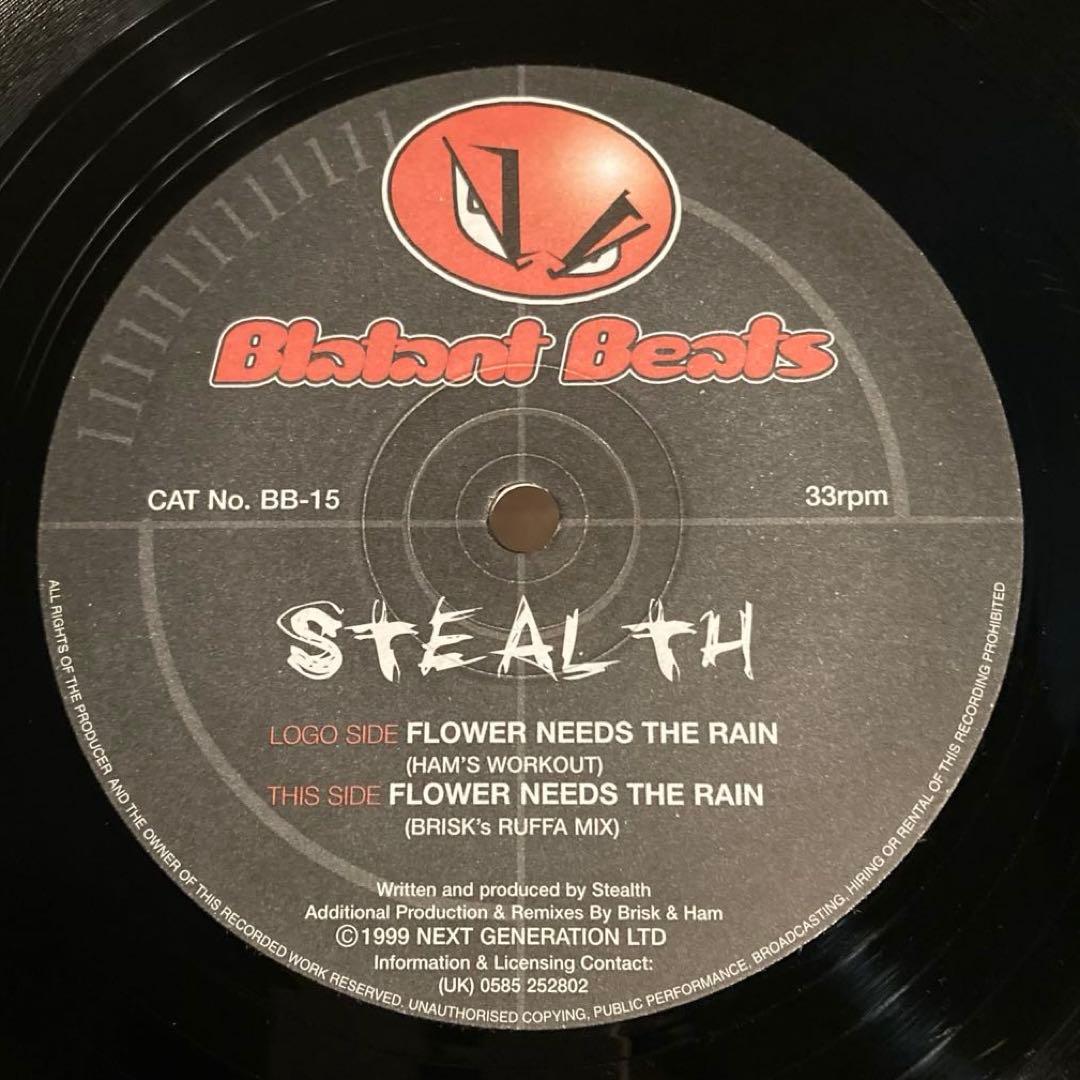 Blatant Beats
CAT No. BB-15
33rpm
STEALTH
LOGO SIDE FLOWER NEEDS THE RAIN
(HAM'S WORKOUT)
THIS SIDE FLOWER NEEDS THE RAIN
(BRISK's RUFFA MIX)
Written and produced by Stealth
Additional Production & Remixes By Brisk & Ham
©1999 NEXT GENERATION LTD
Information & Licensing Contact:
(UK) 0585 252802
ALL RIGHTS OF THE PRODUCER AND THE OWNER OF THIS RECORDED WORK RESERVED. UNAUTHORISED COPYING, PUBLIC PERFORMANCE, BROADCASTING, HIRING OR RENTAL OF THIS RECORDING PROHIBITED